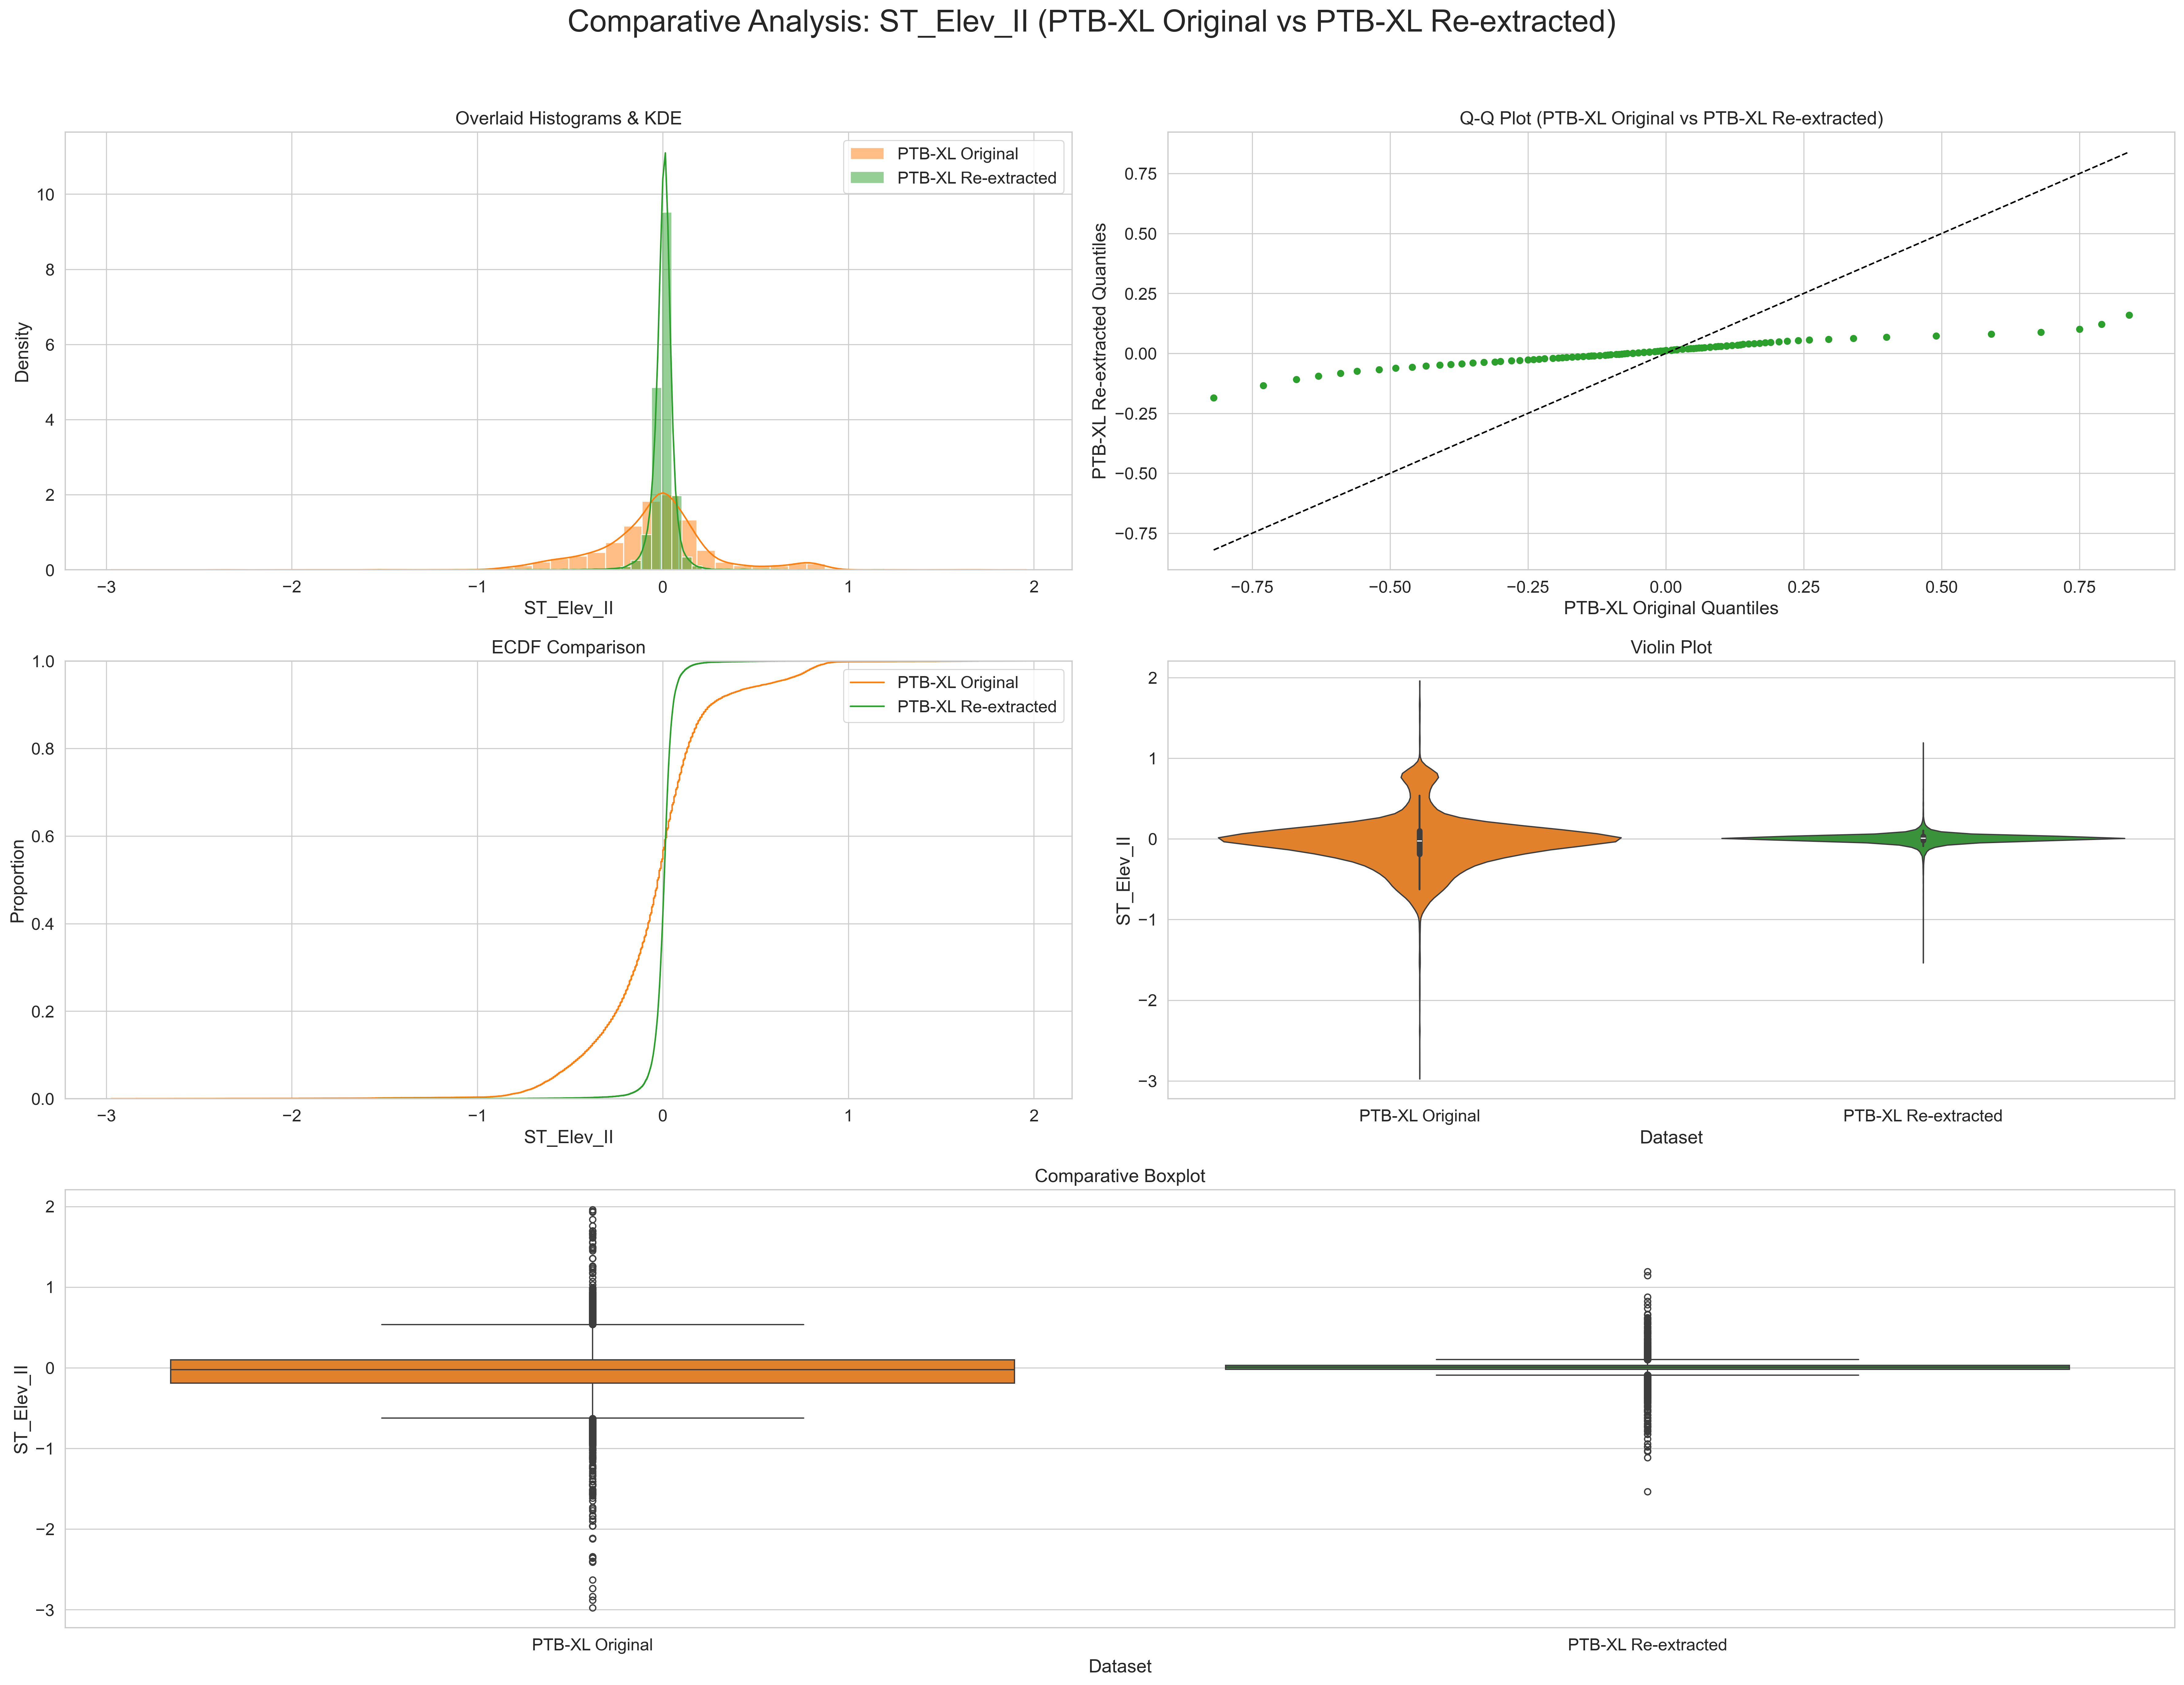 Comparative Analysis: ST_Elev_II (PTB-XL Original vs PTB-XL Re-extracted)
Overlaid Histograms & KDE
PTB-XL Original
PTB-XL Re-extracted
Density
10
8
6
4
2
0
−3
−2
−1
0
1
2
ST_Elev_II
Q-Q Plot (PTB-XL Original vs PTB-XL Re-extracted)
PTB-XL Re-extracted Quantiles
0.75
0.50
0.25
0.00
−0.25
−0.50
−0.75
−0.75
−0.50
−0.25
0.00
0.25
0.50
0.75
PTB-XL Original Quantiles
ECDF Comparison
PTB-XL Original
PTB-XL Re-extracted
Proportion
1.0
0.8
0.6
0.4
0.2
0.0
−3
−2
−1
0
1
2
ST_Elev_II
Violin Plot
ST_Elev_II
2
1
0
−1
−2
−3
PTB-XL Original
PTB-XL Re-extracted
Dataset
Comparative Boxplot
ST_Elev_II
2
1
0
−1
−2
−3
PTB-XL Original
PTB-XL Re-extracted
Dataset